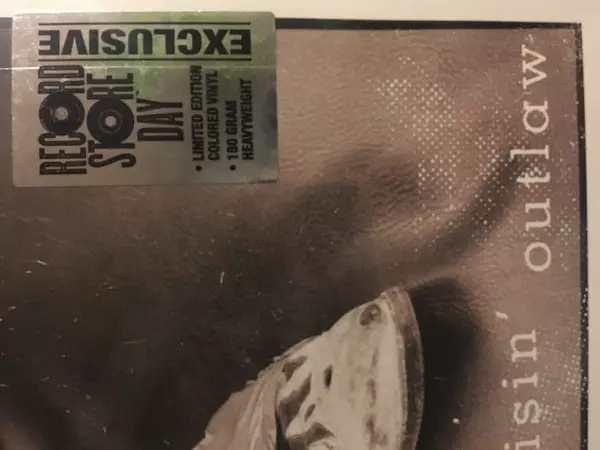 EXCLUSIVE
RECORD
STORE
DAY
• LIMITED EDITION
COLORED VINYL
• 180 GRAM
HEAVYWEIGHT
isin' outlaw